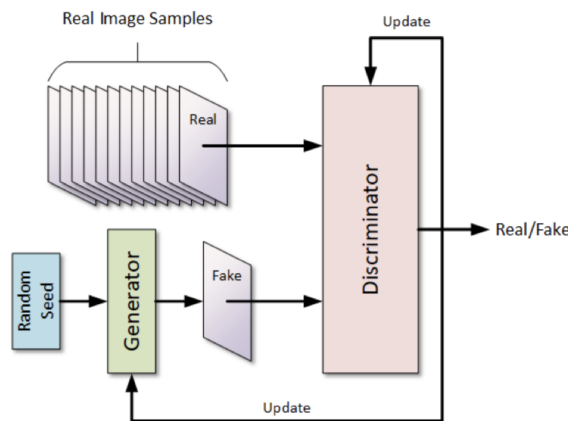 Real Image Samples
Update
Real
Discriminator
Real/Fake
Random
Seed
Generator
Fake
Update